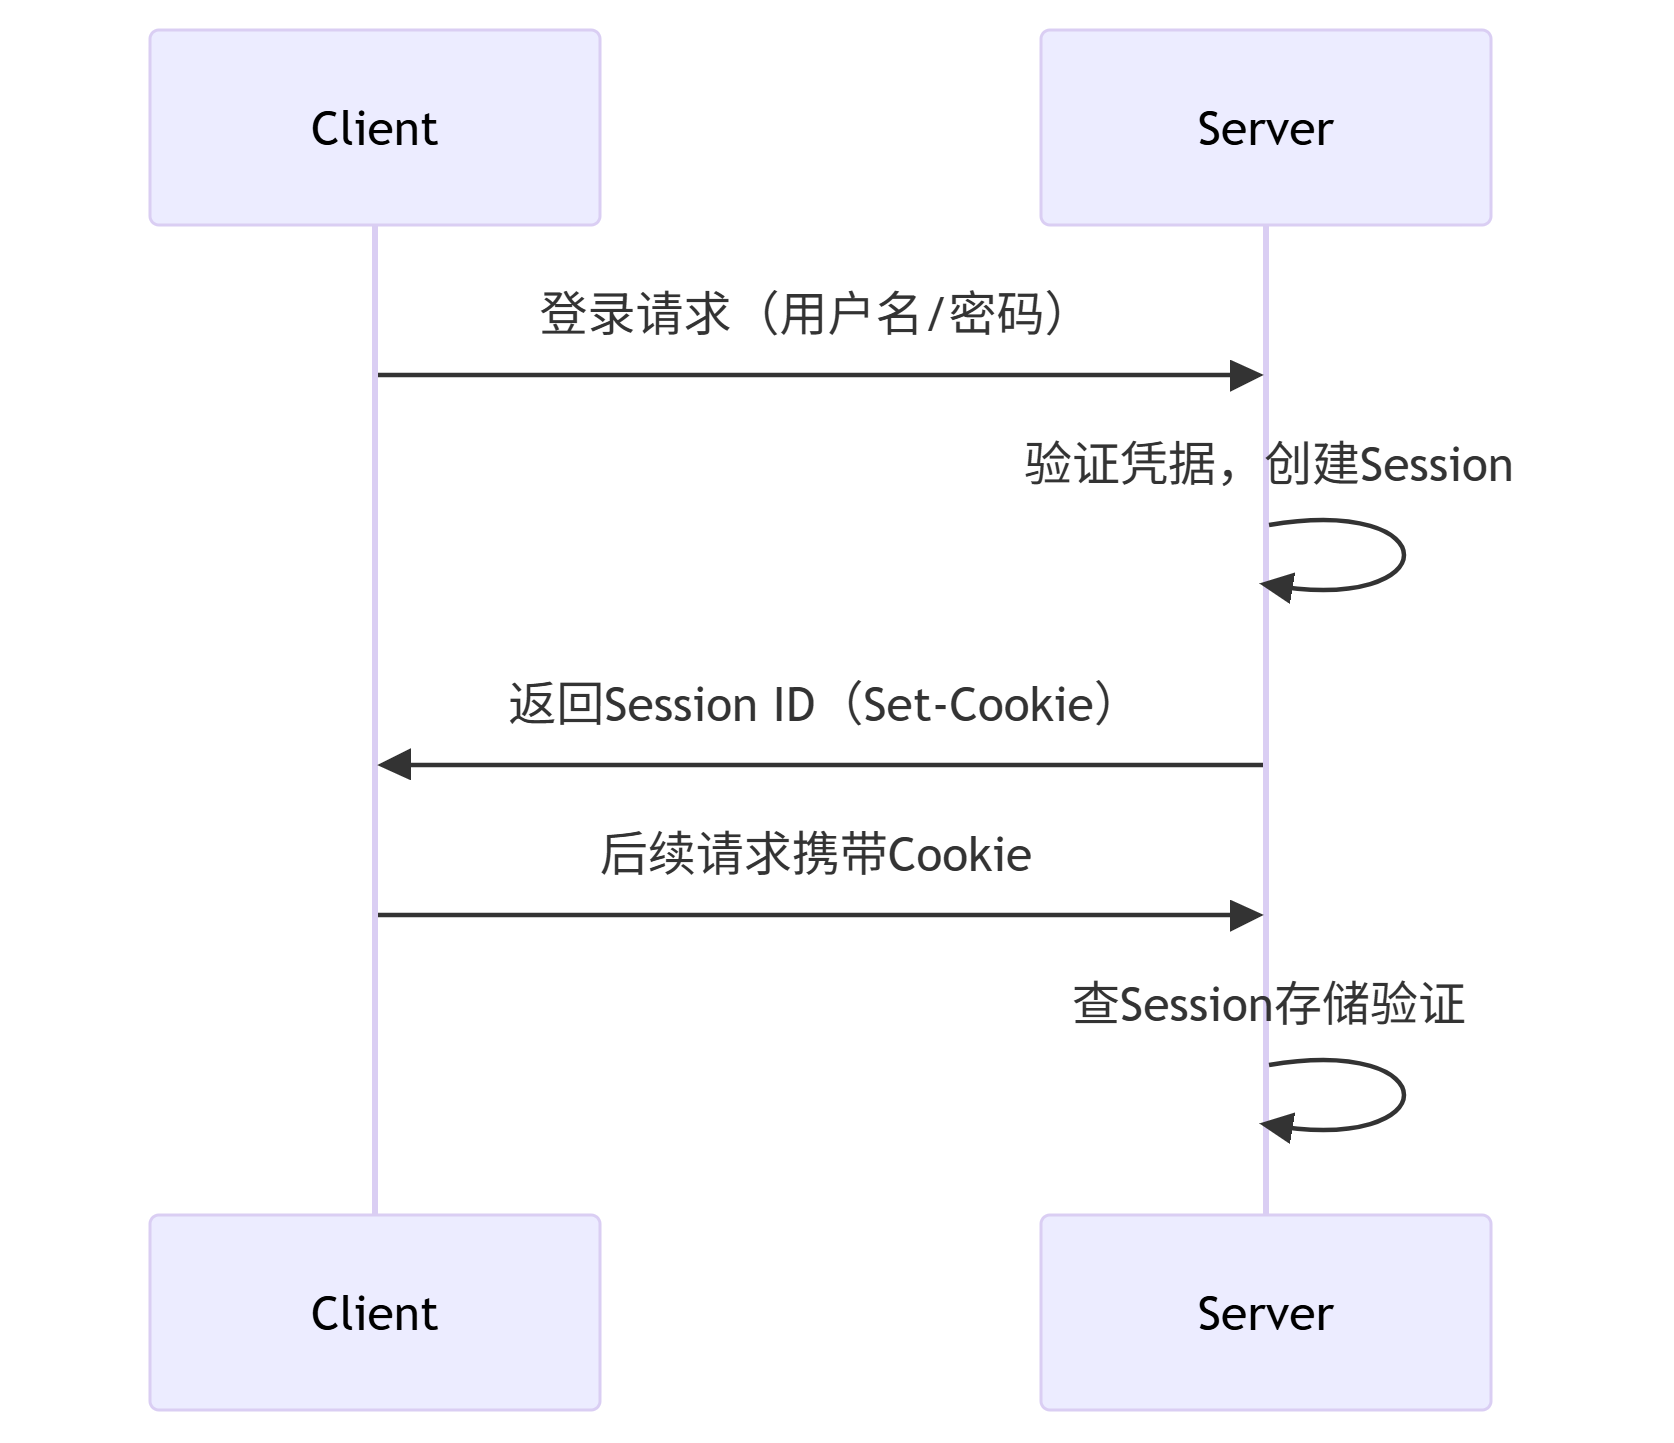 Client
Server
登录请求（用户名/密码）
验证凭据，创建Session
返回Session ID（Set-Cookie）
后续请求携带Cookie
查Session存储验证
Client
Server